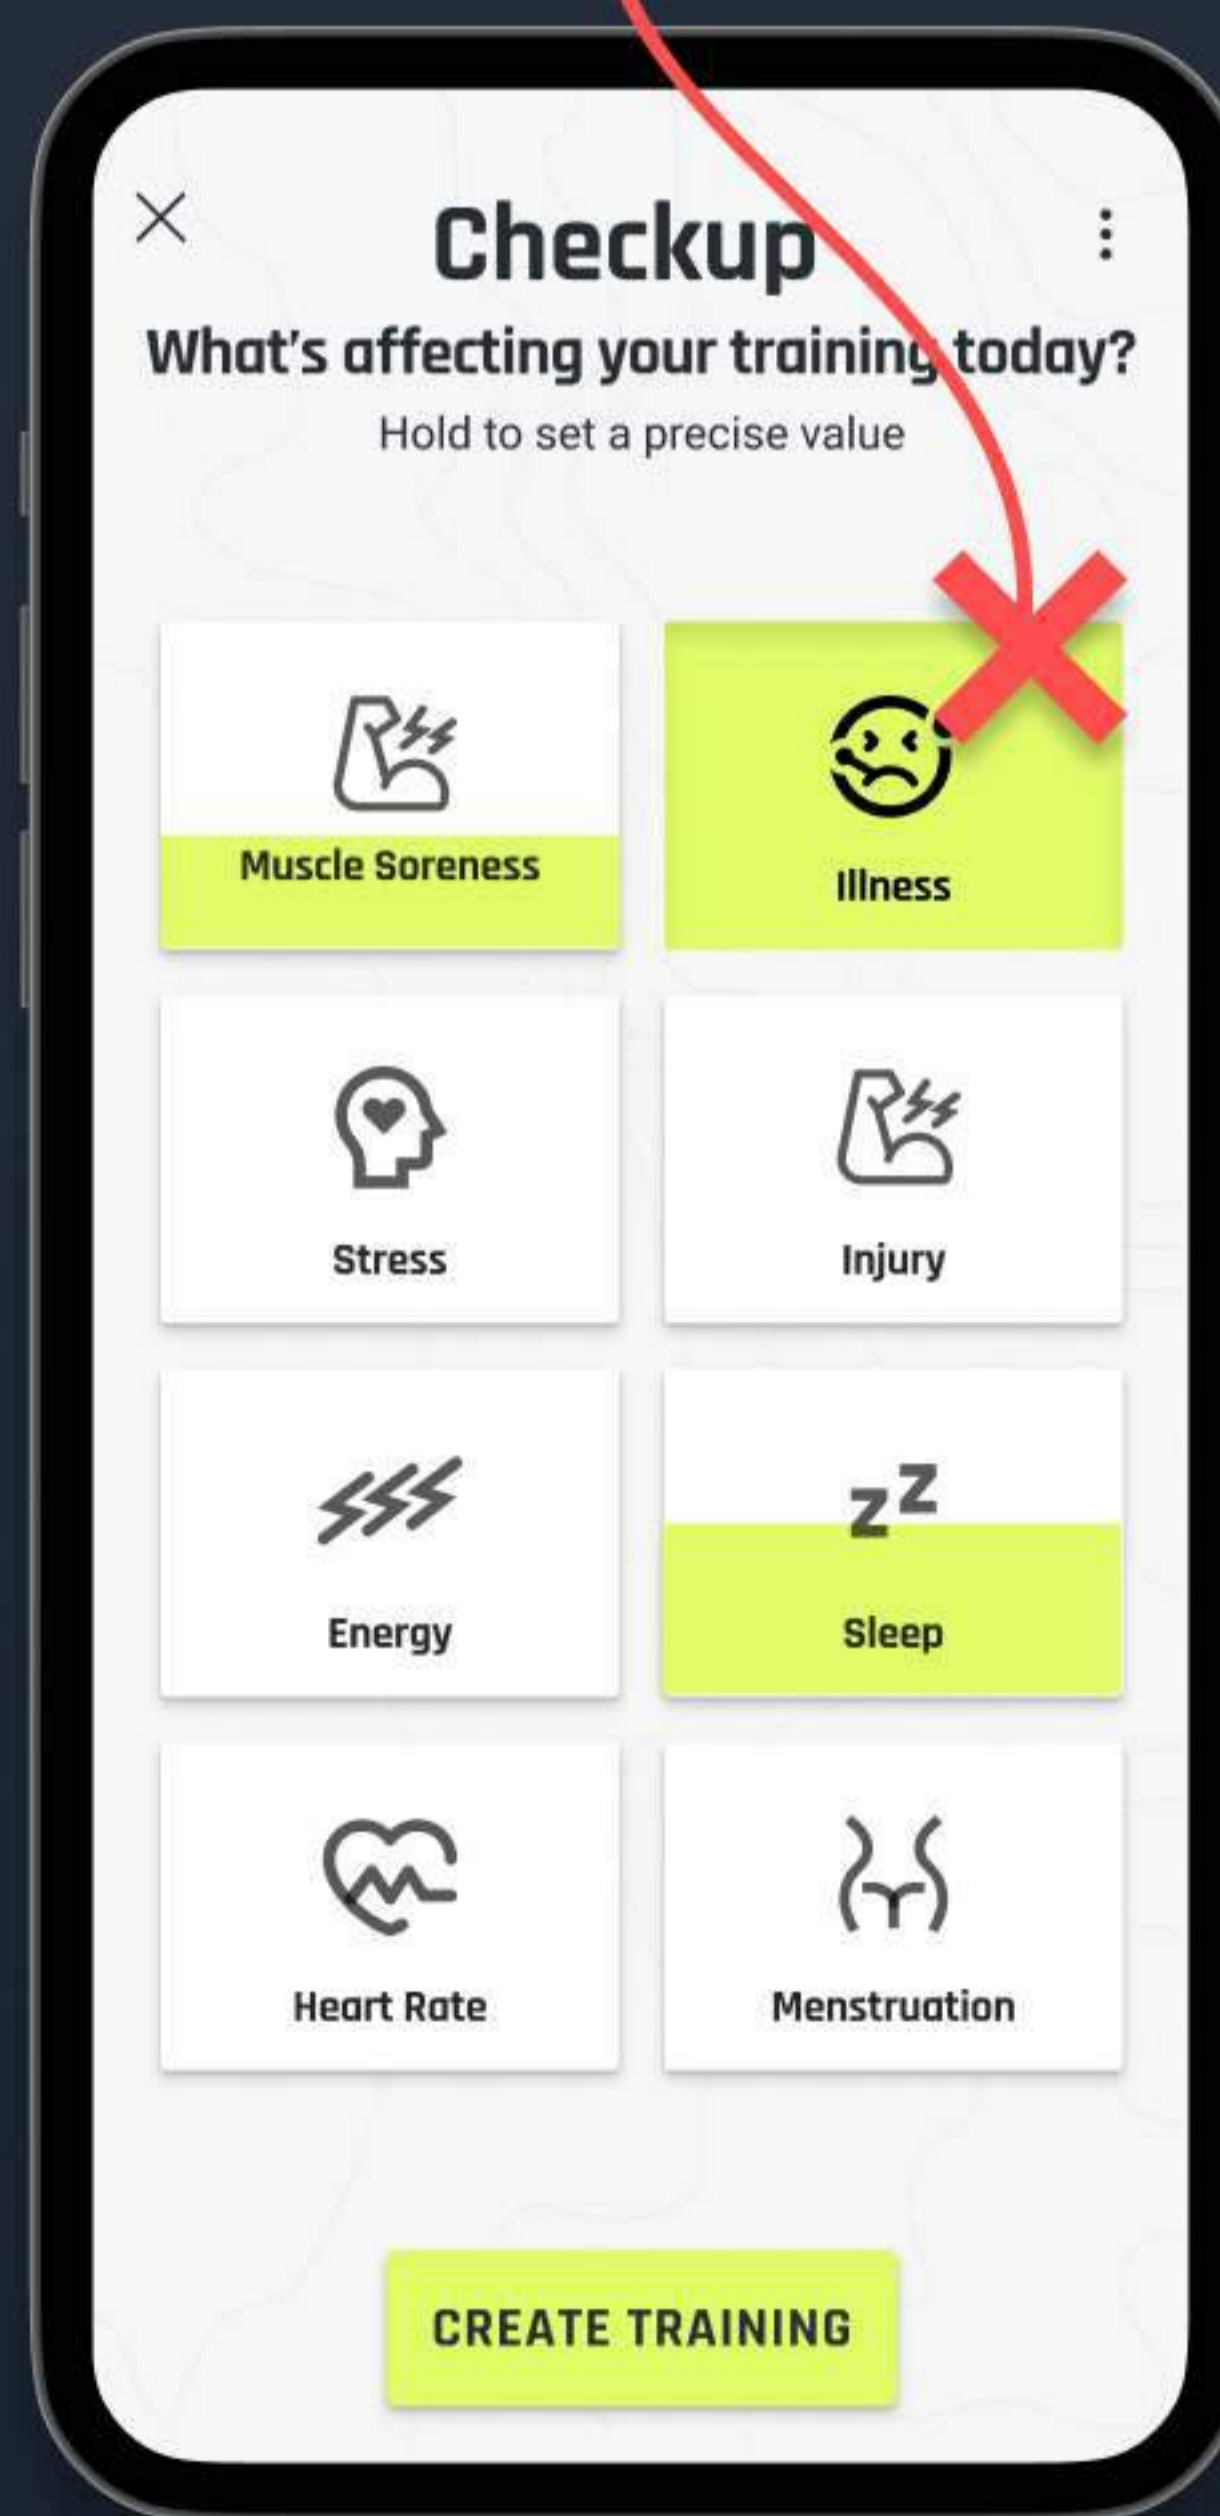 Checkup
What's affecting your training today?
Hold to set a precise value
Muscle Soreness
Illness
Stress
Injury
Energy
zZ
Sleep
Heart Rate
Menstruation
CREATE TRAINING